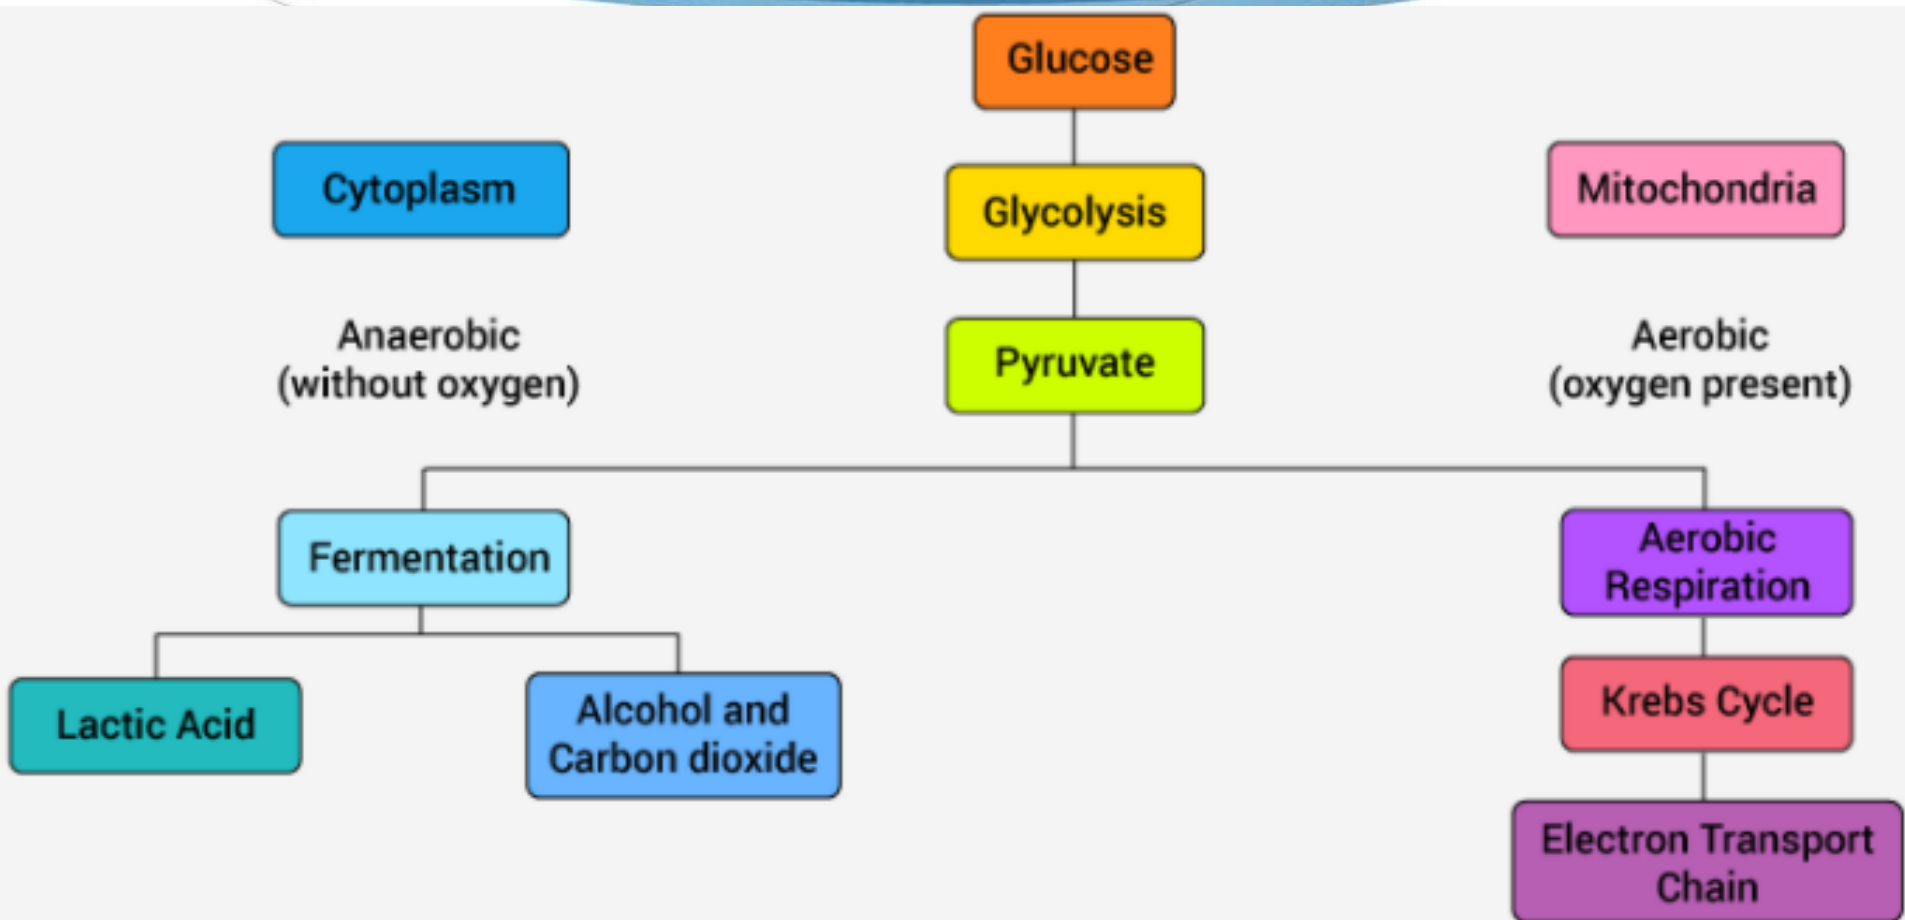 Glucose
Cytoplasm
Glycolysis
Mitochondria
Anaerobic
(without oxygen)
Pyruvate
Aerobic
(oxygen present)
Fermentation
Aerobic
Respiration
Lactic Acid
Alcohol and
Carbon dioxide
Krebs Cycle
Electron Transport
Chain